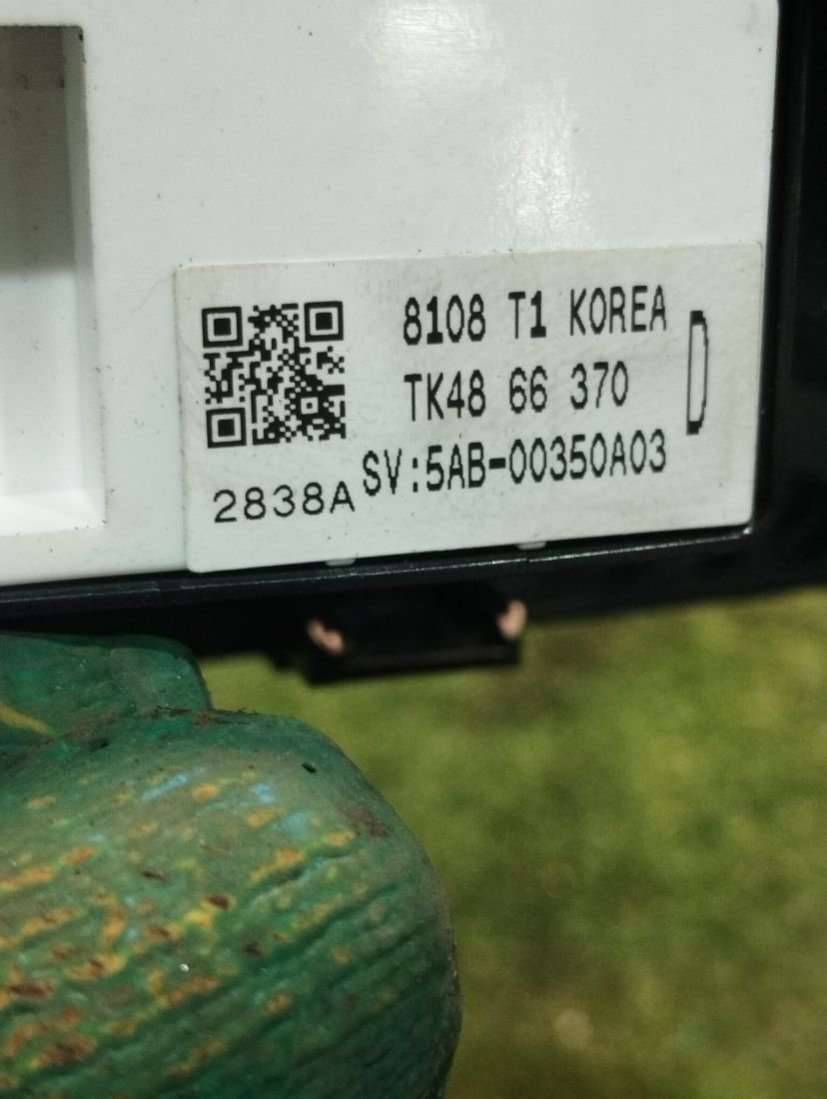 8108 T1 KOREA
TK48 66 370
D
SV:5AB-00350A03
2838A